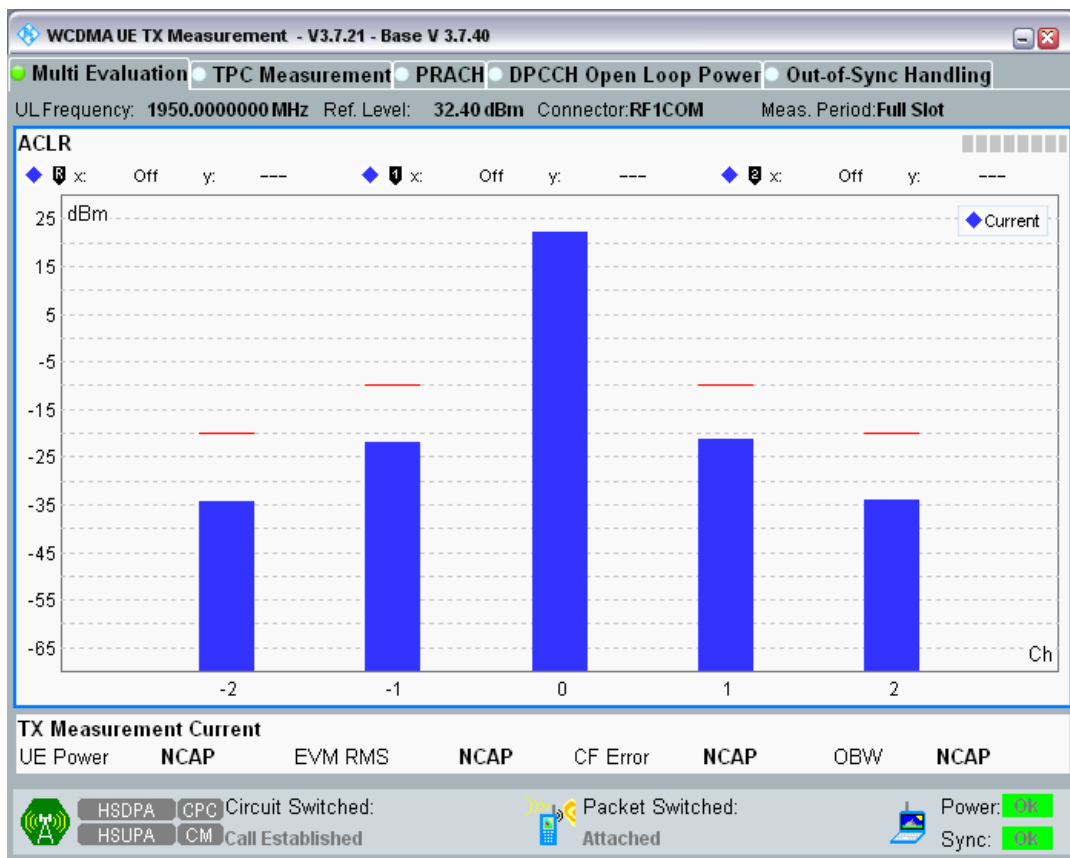 WCDMA UE TX Measurement - V3.7.21 - Base V 3.7.40
Multi Evaluation TPC Measurement PRACH DPCCH Open Loop Power Out-of-Sync Handling
UL Frequency: 1950.0000000 MHz Ref. Level: 32.40 dBm Connector:RF1COM Meas. Period:Full Slot
ACLR
R x: Off y: --- 1 x: Off y: --- 2 x: Off y: ---
dBm
Current
25
15
5
-5
-15
-25
-35
-45
-55
-65
Ch
-2 -1 0 1 2
TX Measurement Current
UE Power NCAP EVM RMS NCAP CF Error NCAP OBW NCAP
HSDPA CPC Circuit Switched: Packet Switched: Power: Ok
HSUPA CM Call Established Attached Sync: Ok